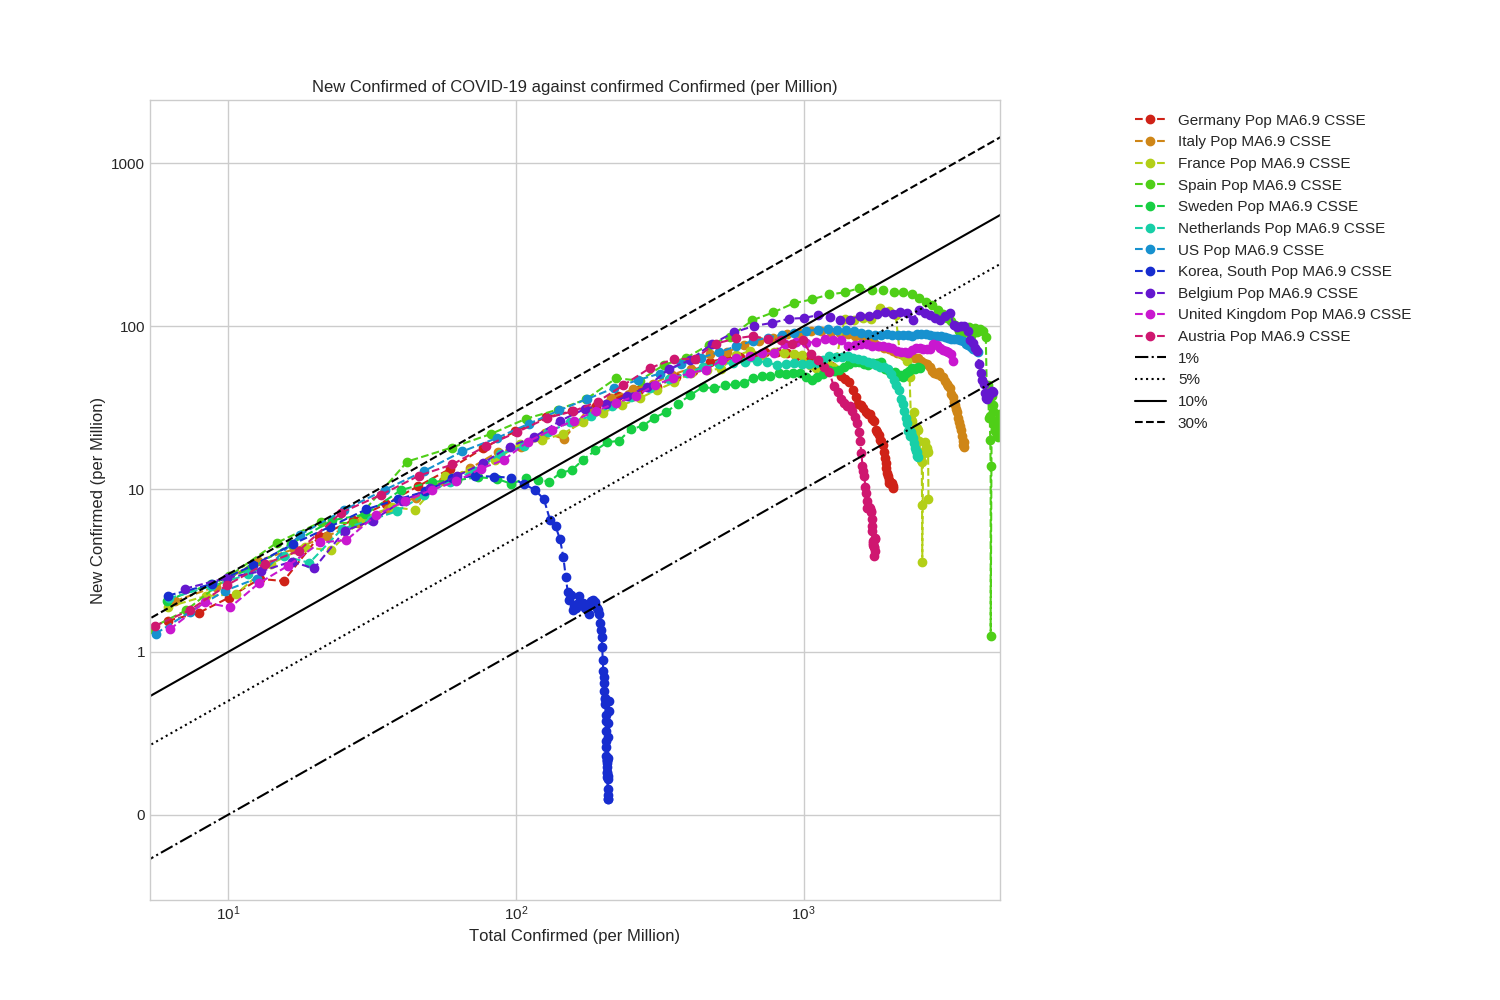 New Confirmed of COVID-19 against confirmed Confirmed (per Million)
New Confirmed (per Million)
1000
100
10
1
0
10¹
10²
10³
Total Confirmed (per Million)
Germany Pop MA6.9 CSSE
Italy Pop MA6.9 CSSE
France Pop MA6.9 CSSE
Spain Pop MA6.9 CSSE
Sweden Pop MA6.9 CSSE
Netherlands Pop MA6.9 CSSE
US Pop MA6.9 CSSE
Korea, South Pop MA6.9 CSSE
Belgium Pop MA6.9 CSSE
United Kingdom Pop MA6.9 CSSE
Austria Pop MA6.9 CSSE
1%
5%
10%
30%